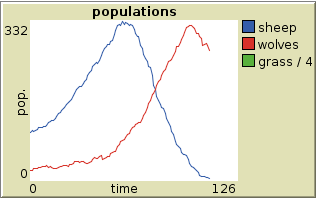 populations
332
pop.
0
0 time 126
sheep
wolves
grass / 4